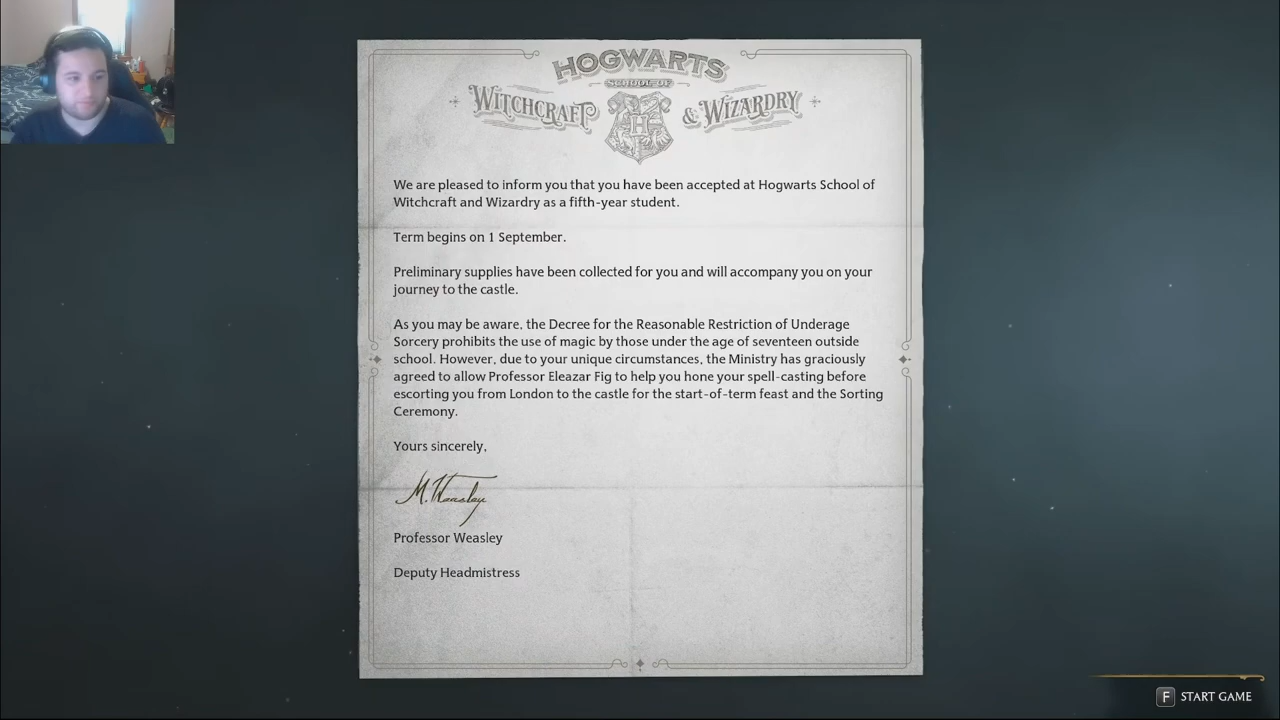 HOGWARTS
SCHOOL OF
WITCHCRAFT & WIZARDRY
H
We are pleased to inform you that you have been accepted at Hogwarts School of
Witchcraft and Wizardry as a fifth-year student.
Term begins on 1 September.
Preliminary supplies have been collected for you and will accompany you on your
journey to the castle.
As you may be aware, the Decree for the Reasonable Restriction of Underage
Sorcery prohibits the use of magic by those under the age of seventeen outside
school. However, due to your unique circumstances, the Ministry has graciously
agreed to allow Professor Eleazar Fig to help you hone your spell-casting before
escorting you from London to the castle for the start-of-term feast and the Sorting
Ceremony.
Yours sincerely,
M. Weasley
Professor Weasley
Deputy Headmistress
F START GAME